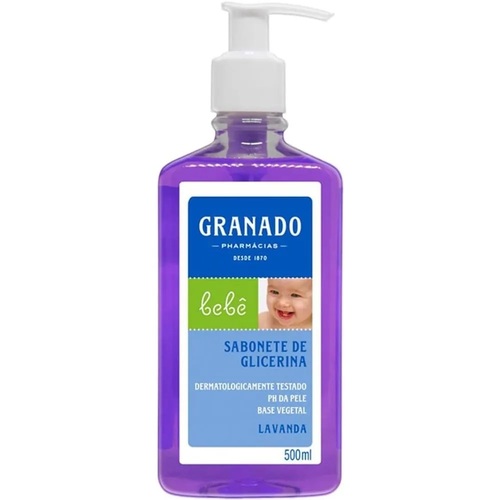 GRANADO
PHARMÁCIAS
DESDE 1870
bebê
SABONETE DE
GLICERINA
DERMATOLOGICAMENTE TESTADO
PH DA PELE
BASE VEGETAL
LAVANDA
500ml